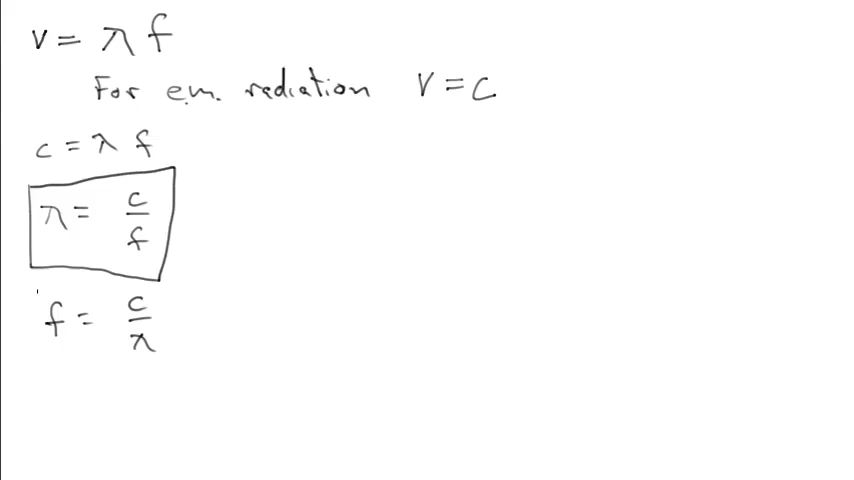 v = λ f
For e.m. radiation v = c
c = λ f
λ = c/f
f = c/λ